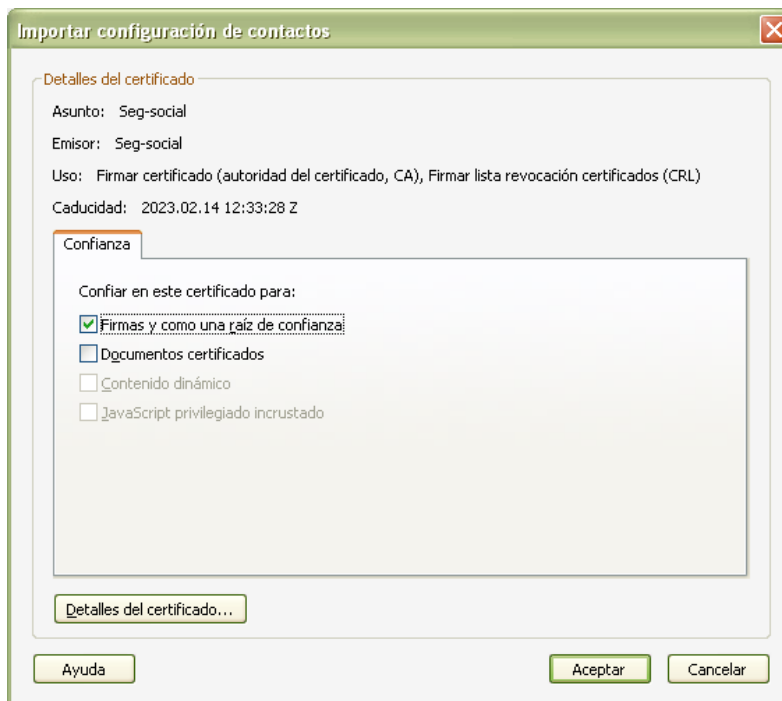 Importar configuración de contactos
Detalles del certificado
Asunto: Seg-social
Emisor: Seg-social
Uso: Firmar certificado (autoridad del certificado, CA), Firmar lista revocación certificados (CRL)
Caducidad: 2023.02.14 12:33:28 Z
Confianza
Confiar en este certificado para:
Firmas y como una raíz de confianza
Documentos certificados
Contenido dinámico
JavaScript privilegiado incrustado
Detalles del certificado...
Ayuda Aceptar Cancelar